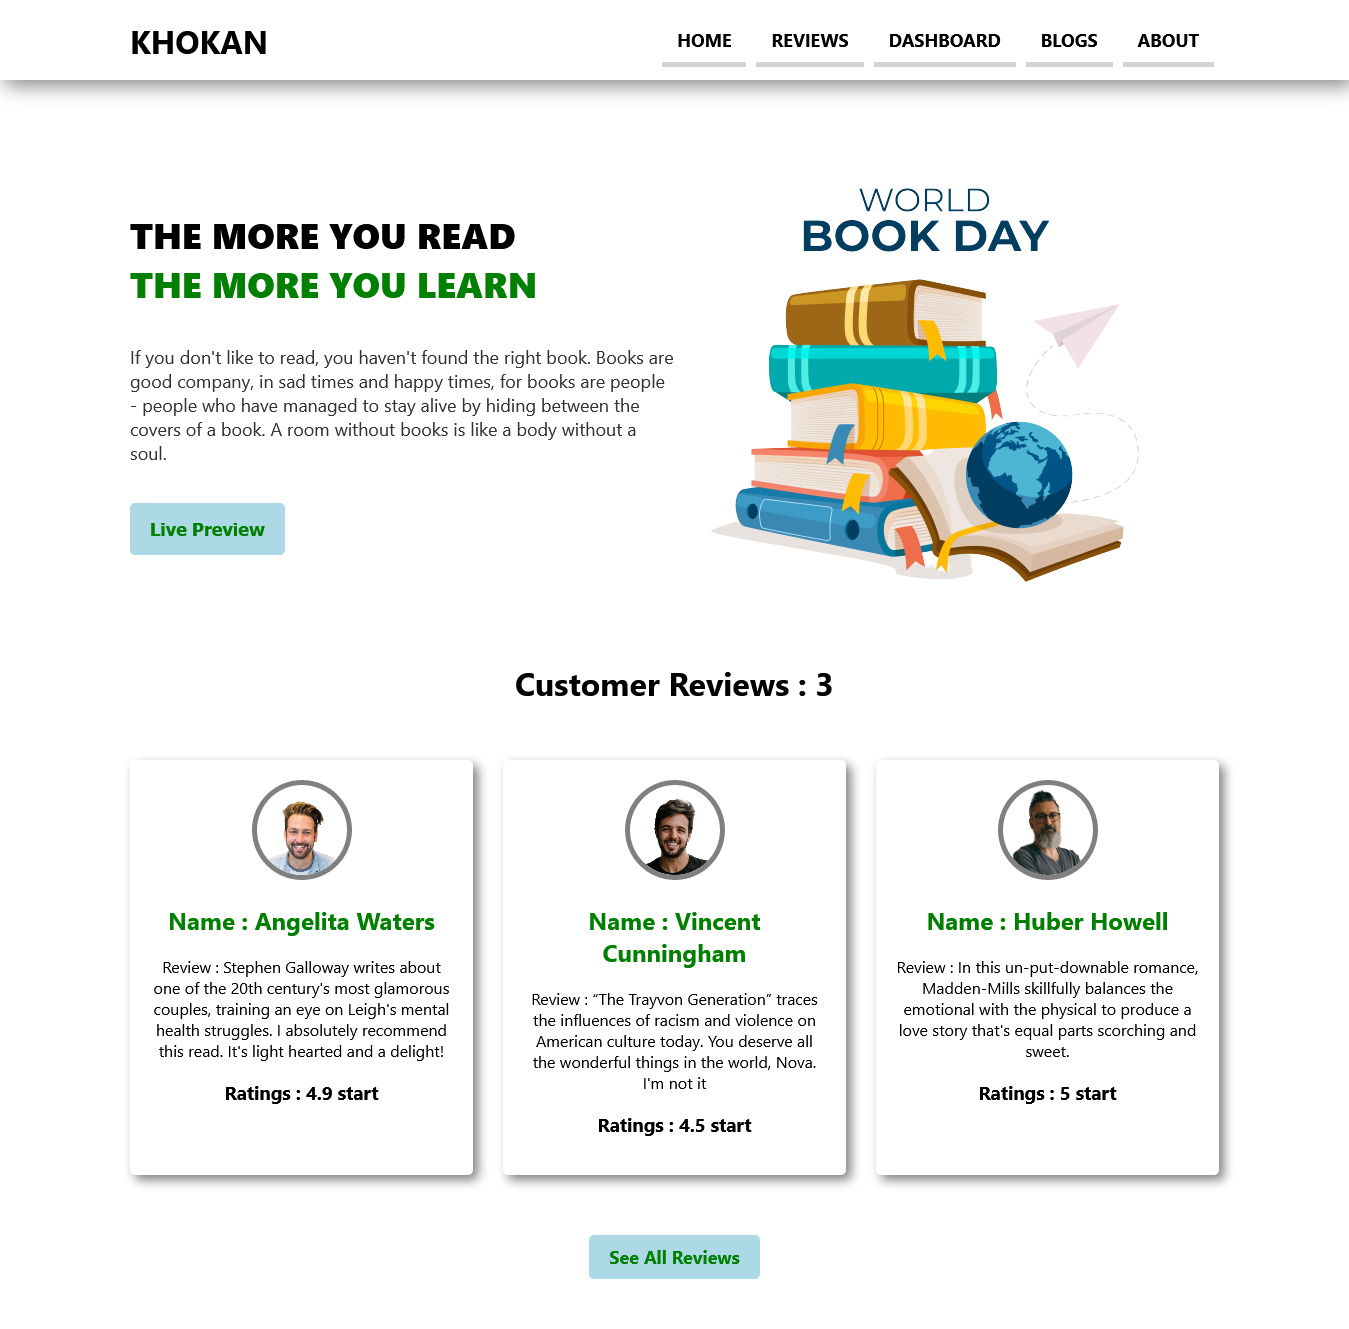 KHOKAN
HOME
REVIEWS
DASHBOARD
BLOGS
ABOUT
THE MORE YOU READ
THE MORE YOU LEARN
If you don't like to read, you haven't found the right book. Books are
good company, in sad times and happy times, for books are people
- people who have managed to stay alive by hiding between the
covers of a book. A room without books is like a body without a
soul.
Live Preview
WORLD
BOOK DAY
Customer Reviews : 3
Name : Angelita Waters
Review : Stephen Galloway writes about
one of the 20th century's most glamorous
couples, training an eye on Leigh's mental
health struggles. I absolutely recommend
this read. It's light hearted and a delight!
Ratings : 4.9 start
Name : Vincent
Cunningham
Review : “The Trayvon Generation” traces
the influences of racism and violence on
American culture today. You deserve all
the wonderful things in the world, Nova.
I'm not it
Ratings : 4.5 start
Name : Huber Howell
Review : In this un-put-downable romance,
Madden-Mills skillfully balances the
emotional with the physical to produce a
love story that's equal parts scorching and
sweet.
Ratings : 5 start
See All Reviews